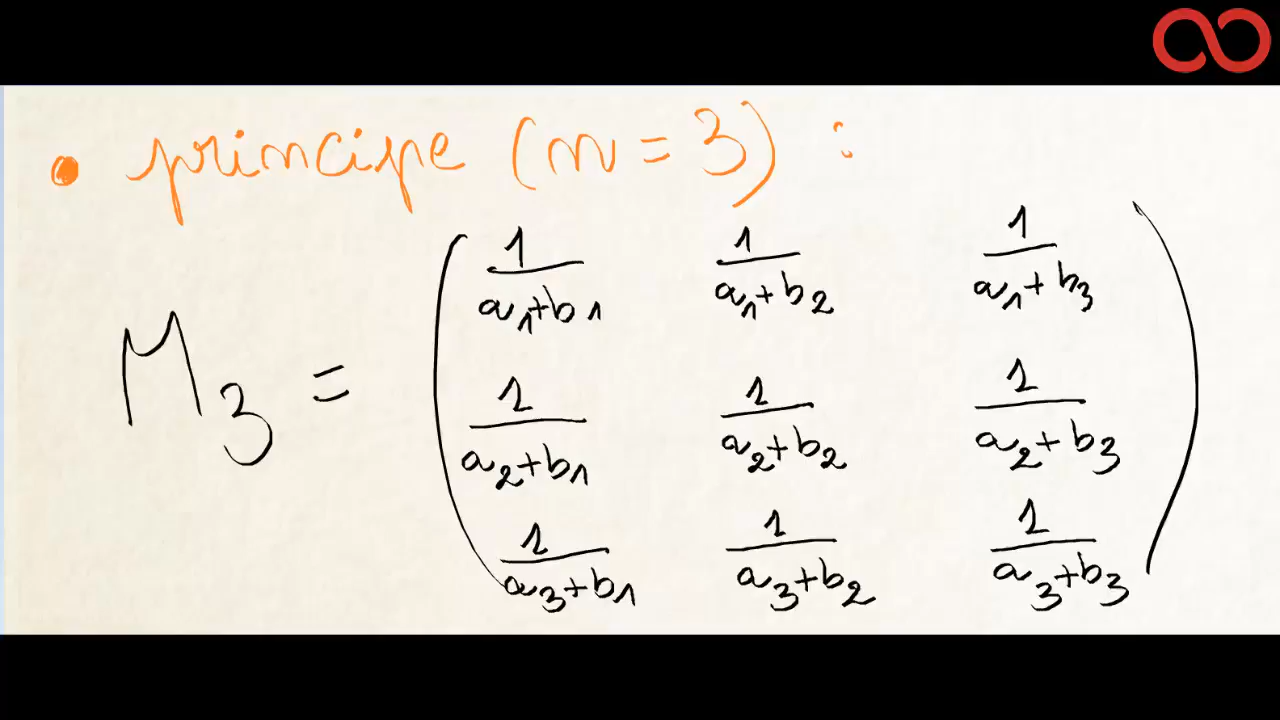 • principe (n = 3) :
M₃ = ( 1/(a₁+b₁) 1/(a₁+b₂) 1/(a₁+b₃)
1/(a₂+b₁) 1/(a₂+b₂) 1/(a₂+b₃)
1/(a₃+b₁) 1/(a₃+b₂) 1/(a₃+b₃) )